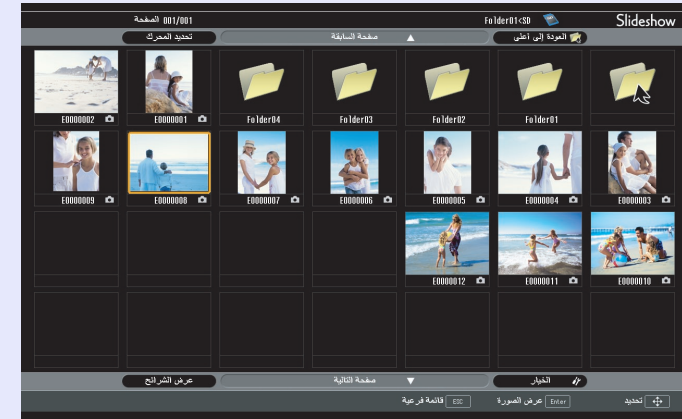 Slideshow
Folder01<SD
001/001 الصفحة
العودة إلى أعلى
صفحة السابقة
تحديد المحرك
Folder01
Folder02
Folder03
Folder04
E0000001
E0000002
E0000003
E0000004
E0000005
E0000006
E0000007
E0000008
E0000009
E0000010
E0000011
E0000012
الخيار
صفحة التالية
عرض الشرائح
تحديد
Enter عرض الصورة
ESC قائمة فرعية